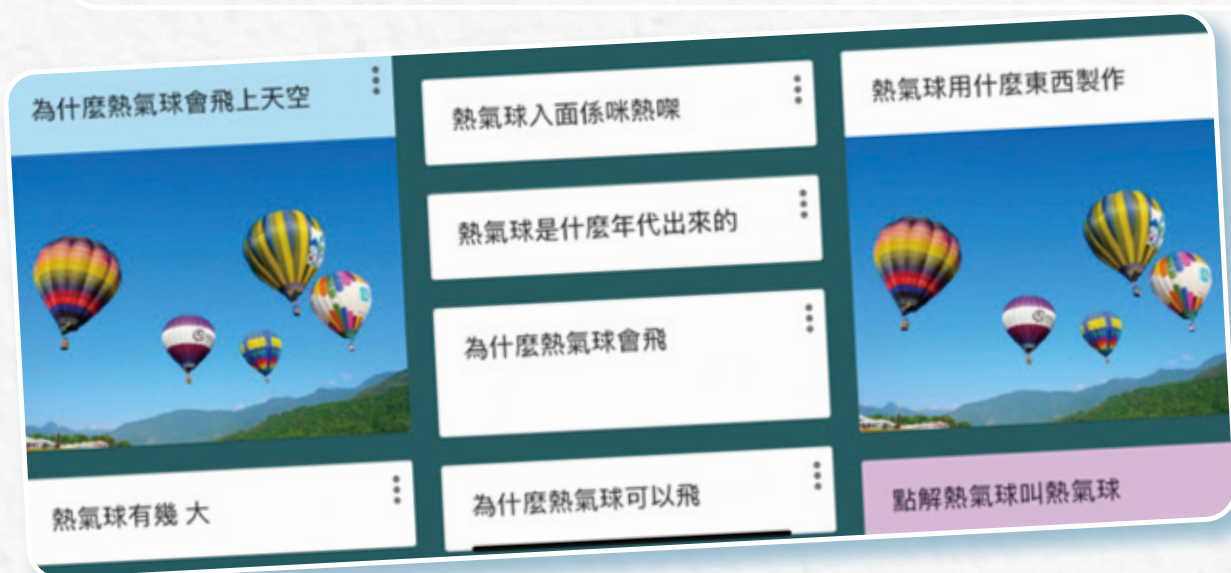 為什麼熱氣球會飛上天空
熱氣球有幾 大
熱氣球入面係咪熱㗎
熱氣球是什麼年代出來的
為什麼熱氣球會飛
為什麼熱氣球可以飛
熱氣球用什麼東西製作
點解熱氣球叫熱氣球